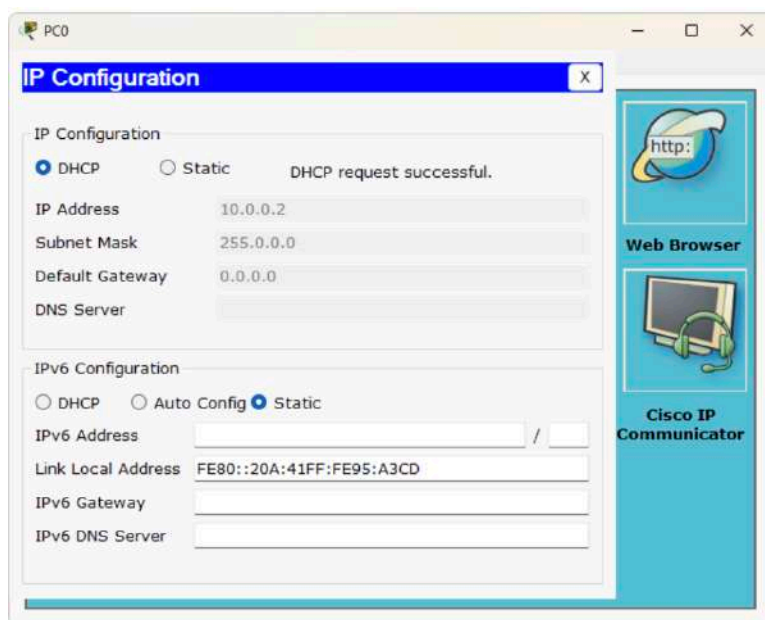 PC0
IP Configuration X
IP Configuration
DHCP Static DHCP request successful.
IP Address 10.0.0.2
Subnet Mask 255.0.0.0
Default Gateway 0.0.0.0
DNS Server
IPv6 Configuration
DHCP Auto Config Static
IPv6 Address /
Link Local Address FE80::20A:41FF:FE95:A3CD
IPv6 Gateway
IPv6 DNS Server
http:
Web Browser
Cisco IP
Communicator